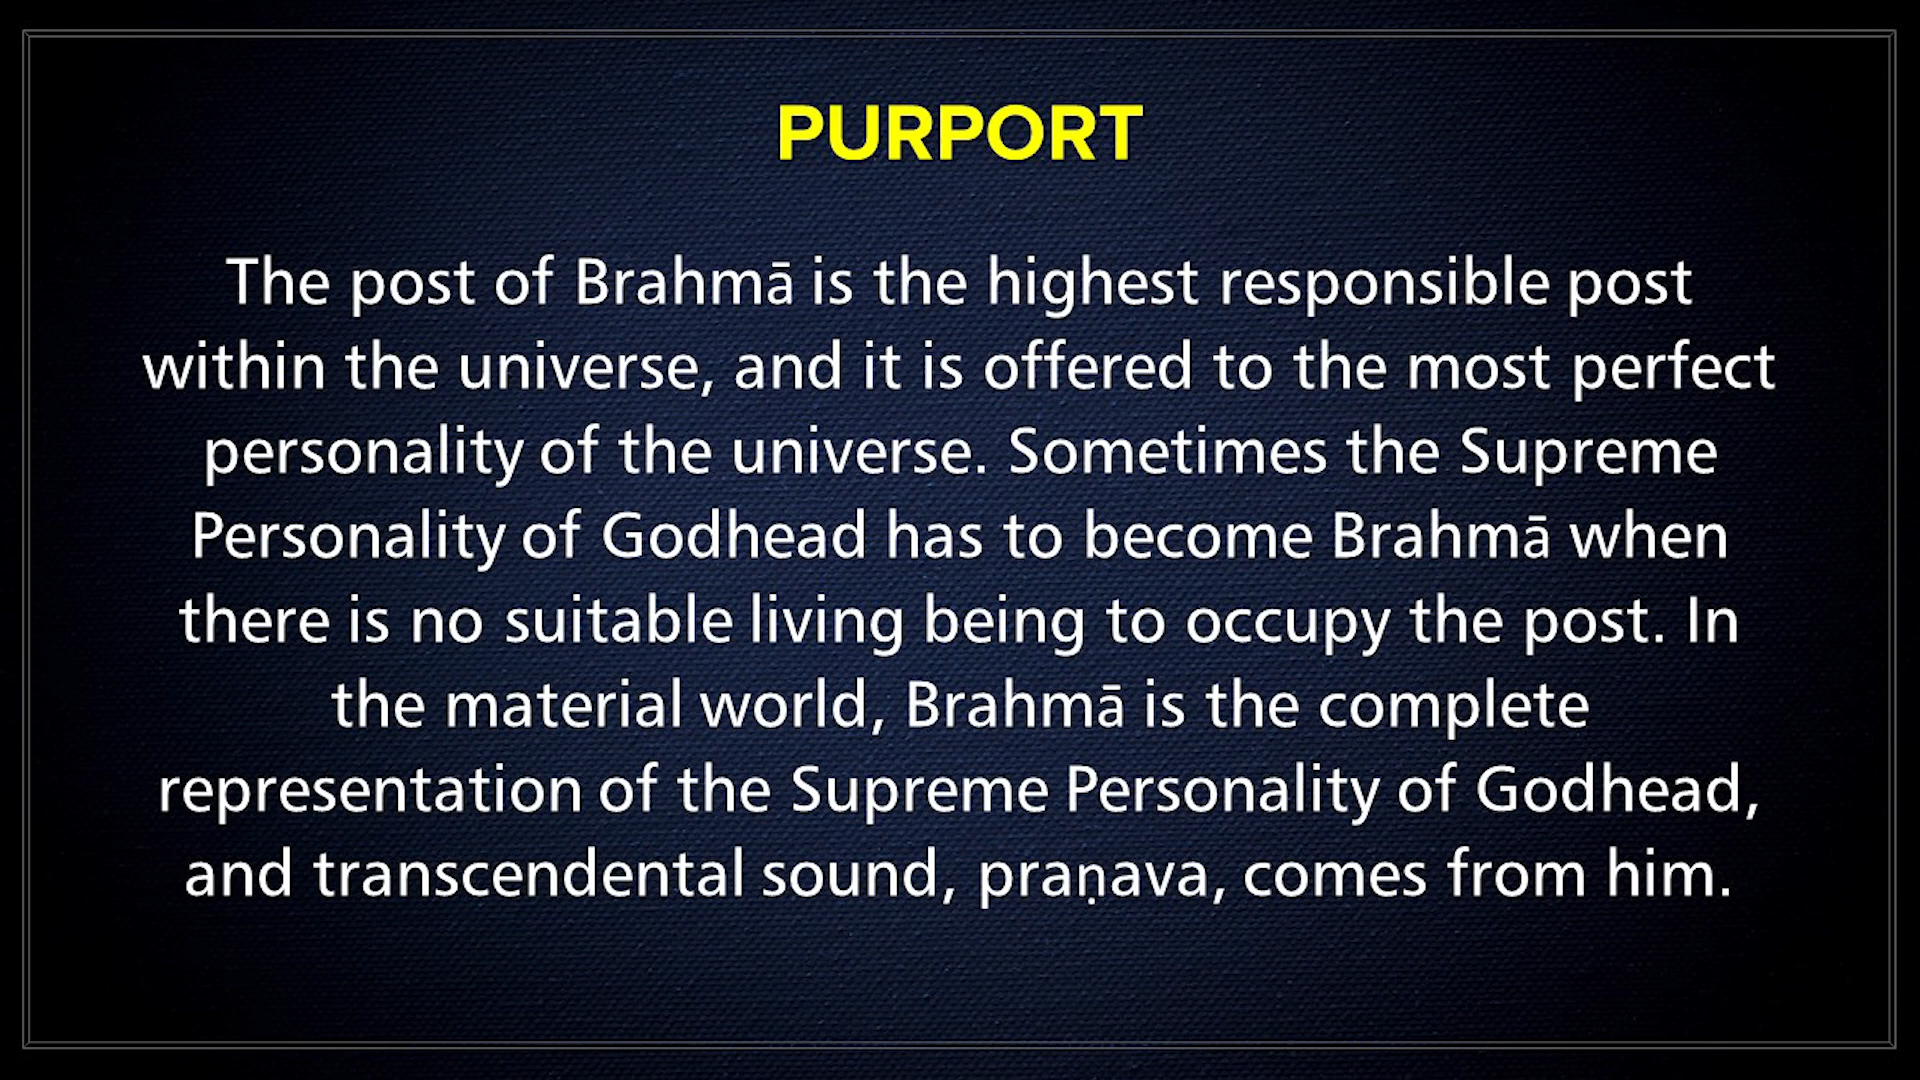 PURPORT
The post of Brahmā is the highest responsible post
within the universe, and it is offered to the most perfect
personality of the universe. Sometimes the Supreme
Personality of Godhead has to become Brahmā when
there is no suitable living being to occupy the post. In
the material world, Brahmā is the complete
representation of the Supreme Personality of Godhead,
and transcendental sound, praṇava, comes from him.